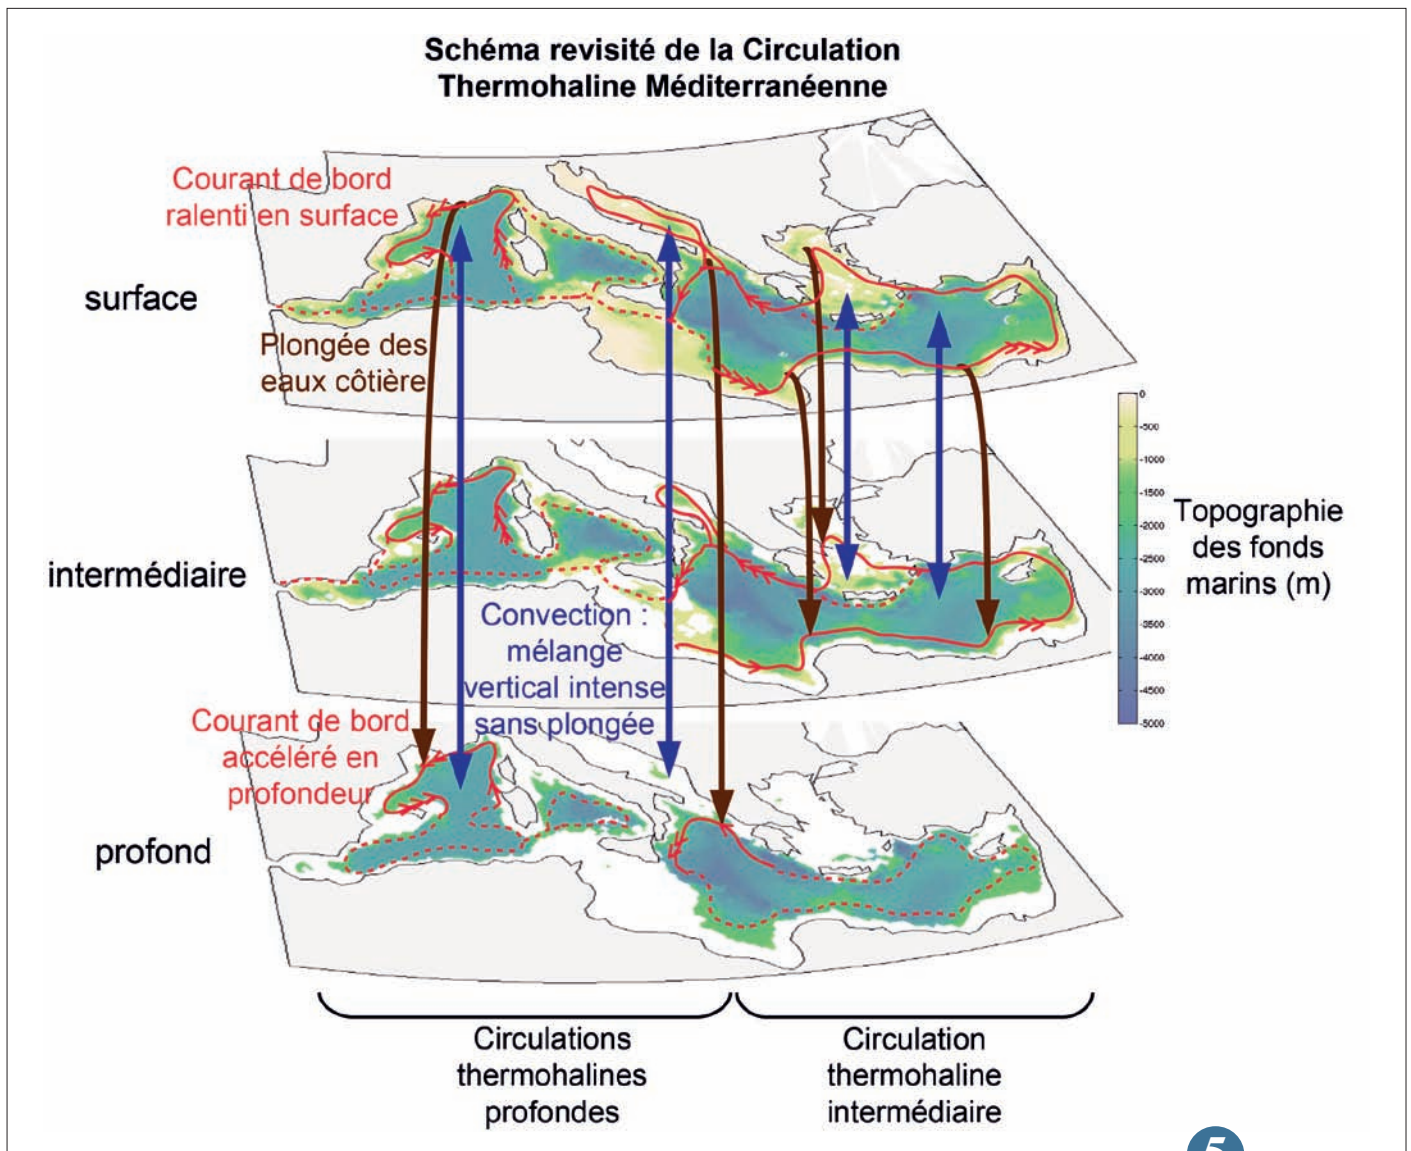 Schéma revisité de la Circulation
Thermohaline Méditerranéenne
Courant de bord
ralenti en surface
surface
Plongée des
eaux côtière
0
-500
-1000
-1500
-2000
-2500
-3000
-3500
-4000
-4500
-5000
Topographie
des fonds
marins (m)
intermédiaire
Convection :
mélange
vertical intense
sans plongée
Courant de bord
accéléré en
profondeur
profond
Circulations
thermohalines
profondes
Circulation
thermohaline
intermédiaire
5